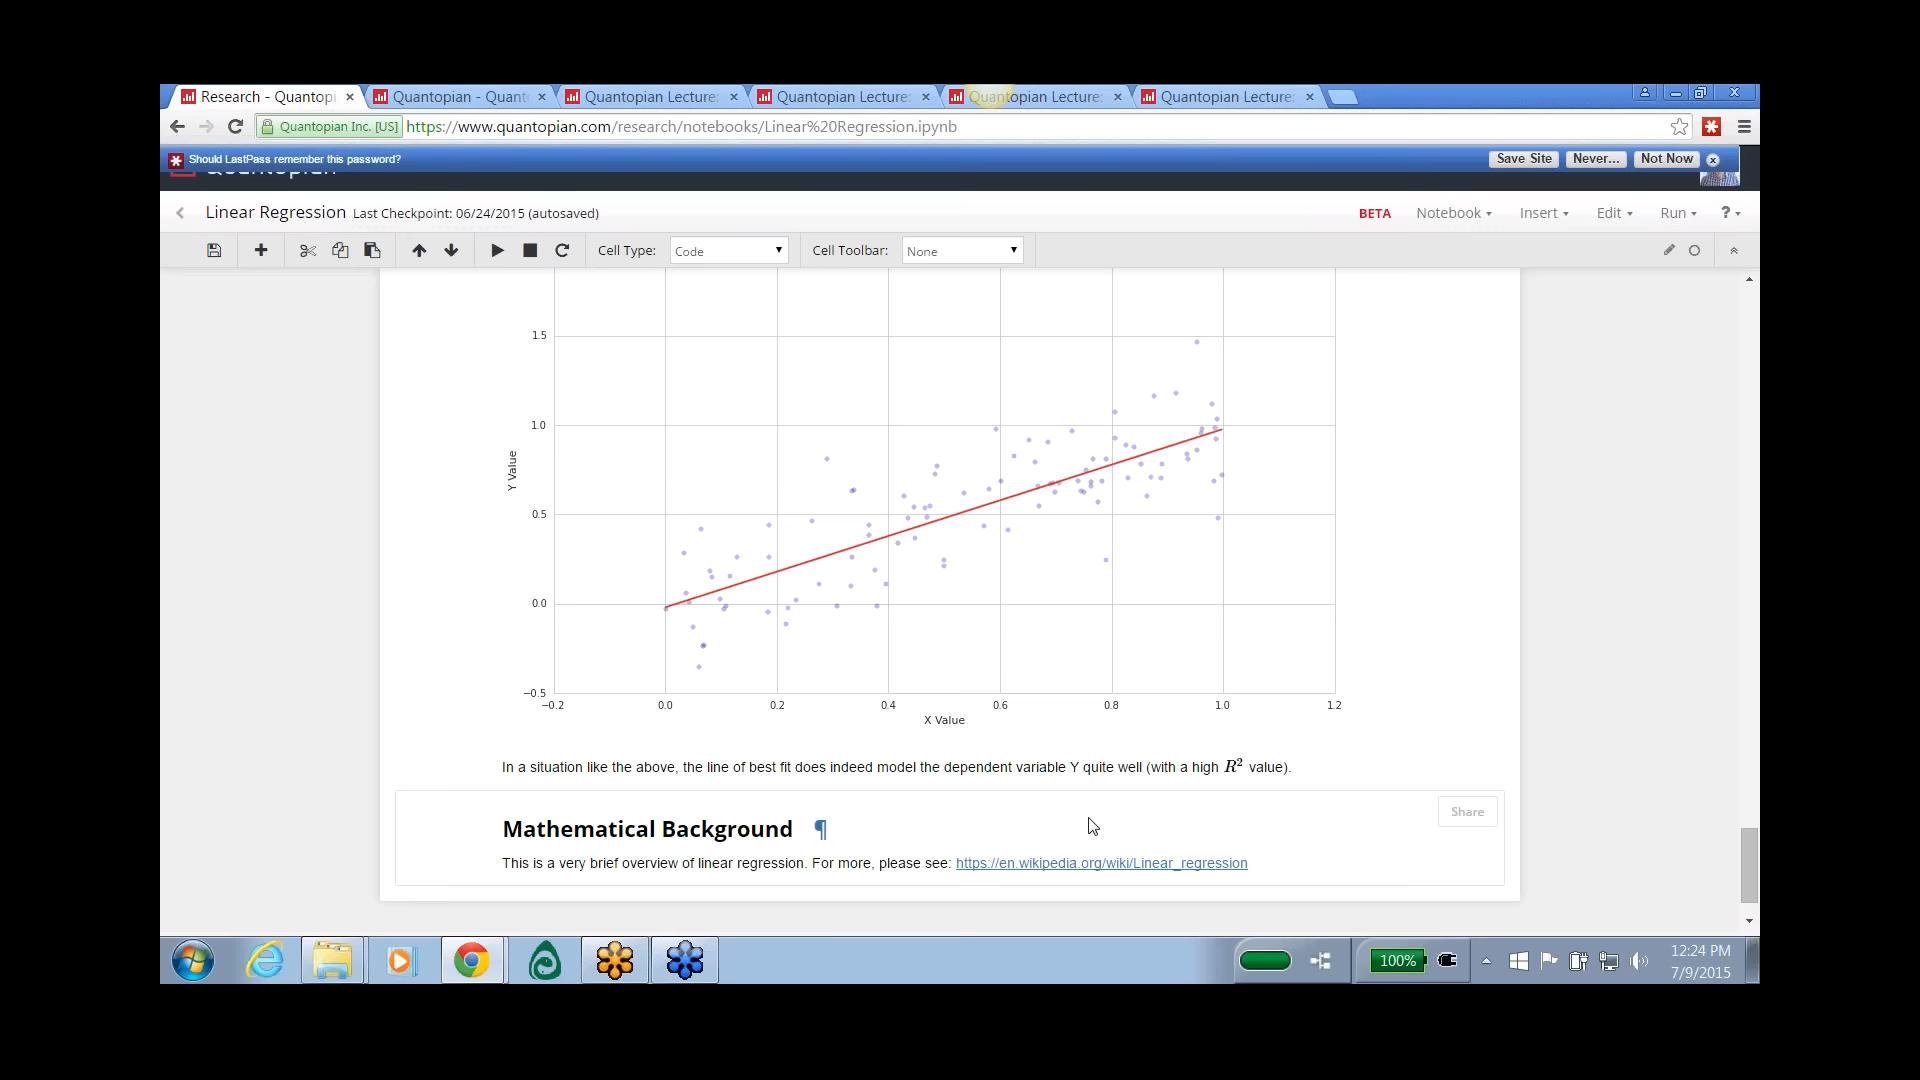 Research - Quantopi
Quantopian - Quant
Quantopian Lecture:
Quantopian Lecture:
Quantopian Lecture:
Quantopian Lecture:
Quantopian Inc. [US] https://www.quantopian.com/research/notebooks/Linear%20Regression.ipynb
Should LastPass remember this password?
Save Site
Never...
Not Now
Linear Regression Last Checkpoint: 06/24/2015 (autosaved)
BETA
Notebook
Insert
Edit
Run
?
Cell Type:
Code
Cell Toolbar:
None
1.5
1.0
0.5
0.0
−0.5
Y Value
−0.2
0.0
0.2
0.4
0.6
0.8
1.0
1.2
X Value
In a situation like the above, the line of best fit does indeed model the dependent variable Y quite well (with a high R² value).
Share
Mathematical Background ¶
This is a very brief overview of linear regression. For more, please see: https://en.wikipedia.org/wiki/Linear_regression
100%
12:24 PM
7/9/2015